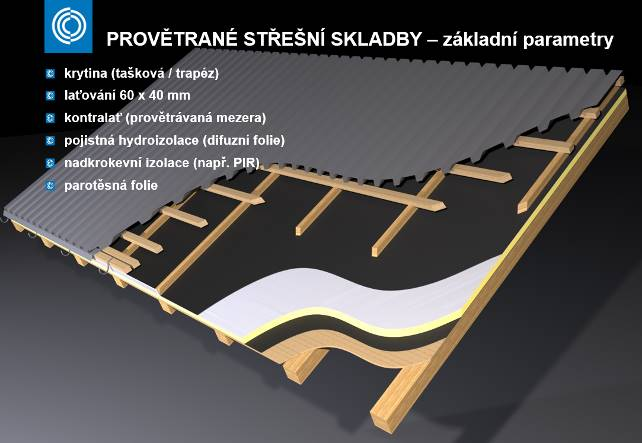 PROVĚTRANÉ STŘEŠNÍ SKLADBY – základní parametry
krytina (tašková / trapéz)
laťování 60 x 40 mm
kontralať (provětrávaná mezera)
pojistná hydroizolace (difuzní folie)
nadkrokevní izolace (např. PIR)
parotěsná folie